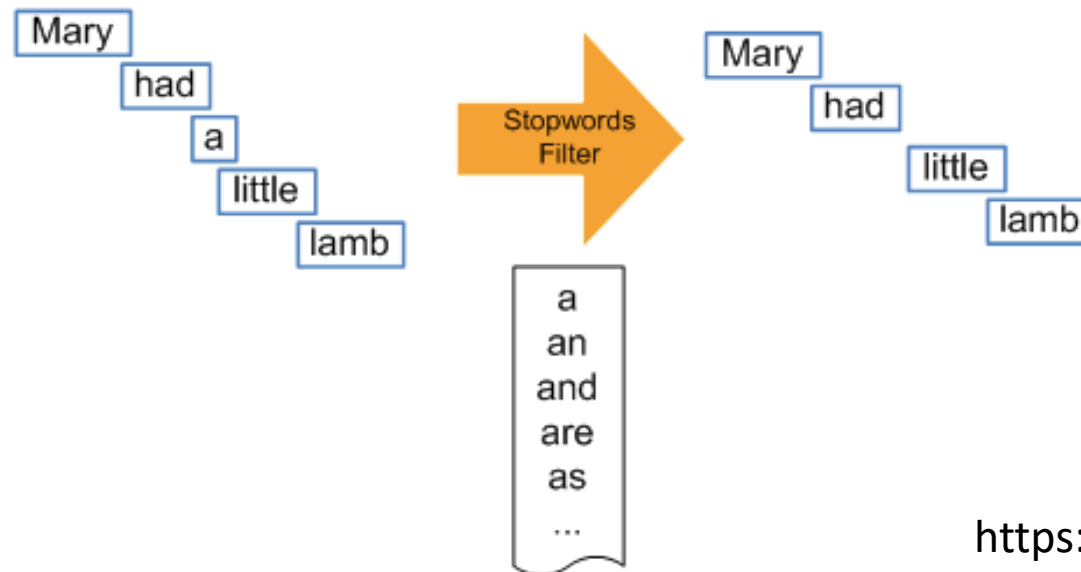 Mary
had
a
little
lamb
Stopwords
Filter
a
an
and
are
as
...
Mary
had
little
lamb
https: